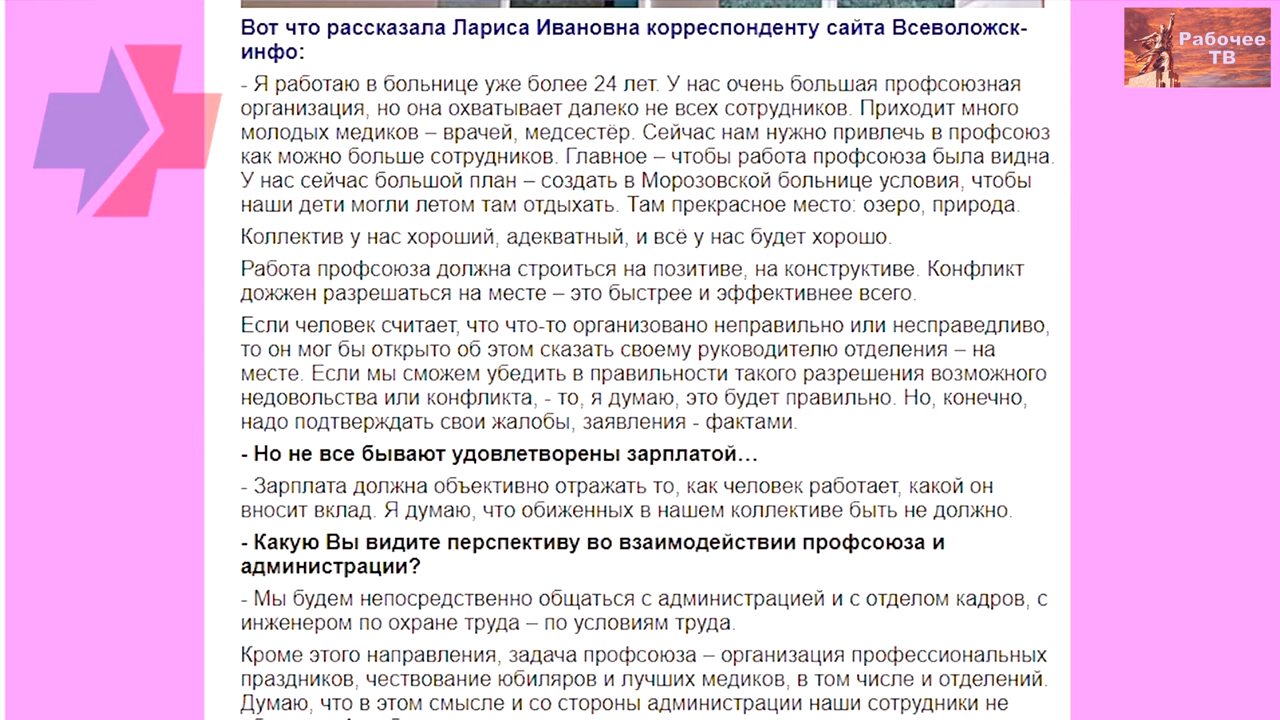 Вот что рассказала Лариса Ивановна корреспонденту сайта Всеволожск-
инфо:
Рабочее
ТВ
- Я работаю в больнице уже более 24 лет. У нас очень большая профсоюзная
организация, но она охватывает далеко не всех сотрудников. Приходит много
молодых медиков – врачей, медсестёр. Сейчас нам нужно привлечь в профсоюз
как можно больше сотрудников. Главное – чтобы работа профсоюза была видна.
У нас сейчас большой план – создать в Морозовской больнице условия, чтобы
наши дети могли летом там отдыхать. Там прекрасное место: озеро, природа.
Коллектив у нас хороший, адекватный, и всё у нас будет хорошо.
Работа профсоюза должна строиться на позитиве, на конструктиве. Конфликт
дожжен разрешаться на месте – это быстрее и эффективнее всего.
Если человек считает, что что-то организовано неправильно или несправедливо,
то он мог бы открыто об этом сказать своему руководителю отделения – на
месте. Если мы сможем убедить в правильности такого разрешения возможного
недовольства или конфликта, - то, я думаю, это будет правильно. Но, конечно,
надо подтверждать свои жалобы, заявления - фактами.
- Но не все бывают удовлетворены зарплатой…
- Зарплата должна объективно отражать то, как человек работает, какой он
вносит вклад. Я думаю, что обиженных в нашем коллективе быть не должно.
- Какую Вы видите перспективу во взаимодействии профсоюза и
администрации?
- Мы будем непосредственно общаться с администрацией и с отделом кадров, с
инженером по охране труда – по условиям труда.
Кроме этого направления, задача профсоюза – организация профессиональных
праздников, чествование юбиляров и лучших медиков, в том числе и отделений.
Думаю, что в этом смысле и со стороны администрации наши сотрудники не